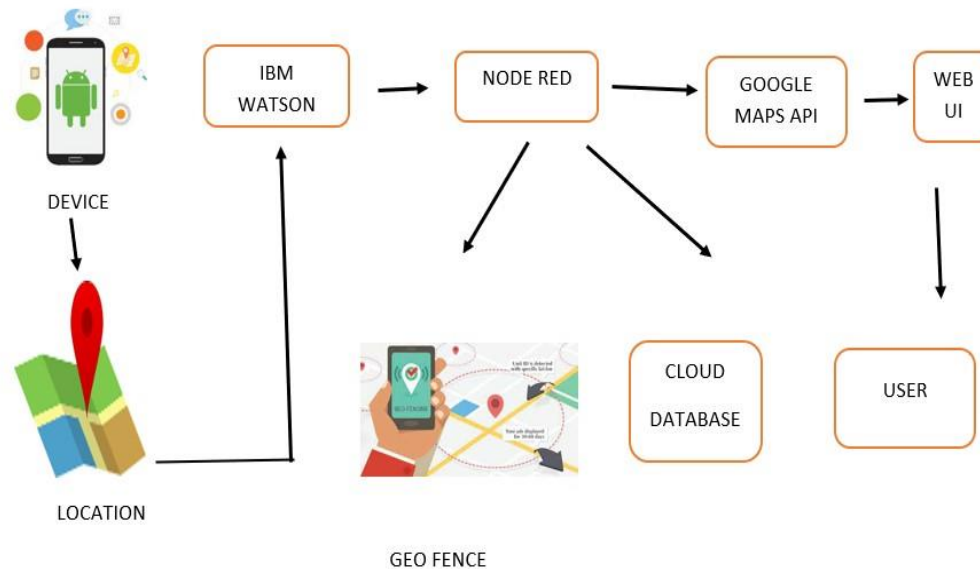 IBM
WATSON
NODE RED
GOOGLE
MAPS API
WEB
UI
DEVICE
LOCATION
GEO FENCE
CLOUD
DATABASE
USER